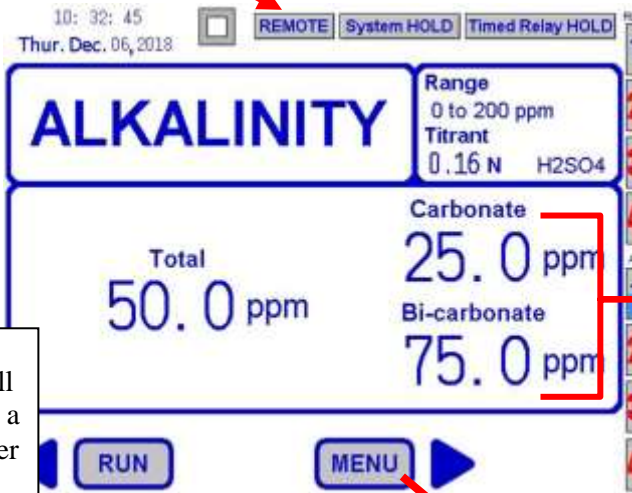 10: 32: 45
Thur. Dec. 06, 2018
REMOTE
System HOLD
Timed Relay HOLD
ALKALINITY
Range
0 to 200 ppm
Titrant
0.16 N H2SO4
Total
50.0 ppm
Carbonate
25.0 ppm
Bi-carbonate
75.0 ppm
a
RUN
MENU